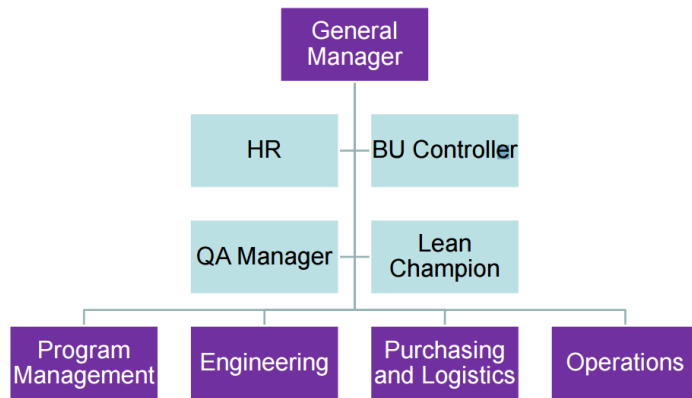 General
Manager
HR
BU Controller
QA Manager
Lean
Champion
Program
Management
Engineering
Purchasing
and Logistics
Operations